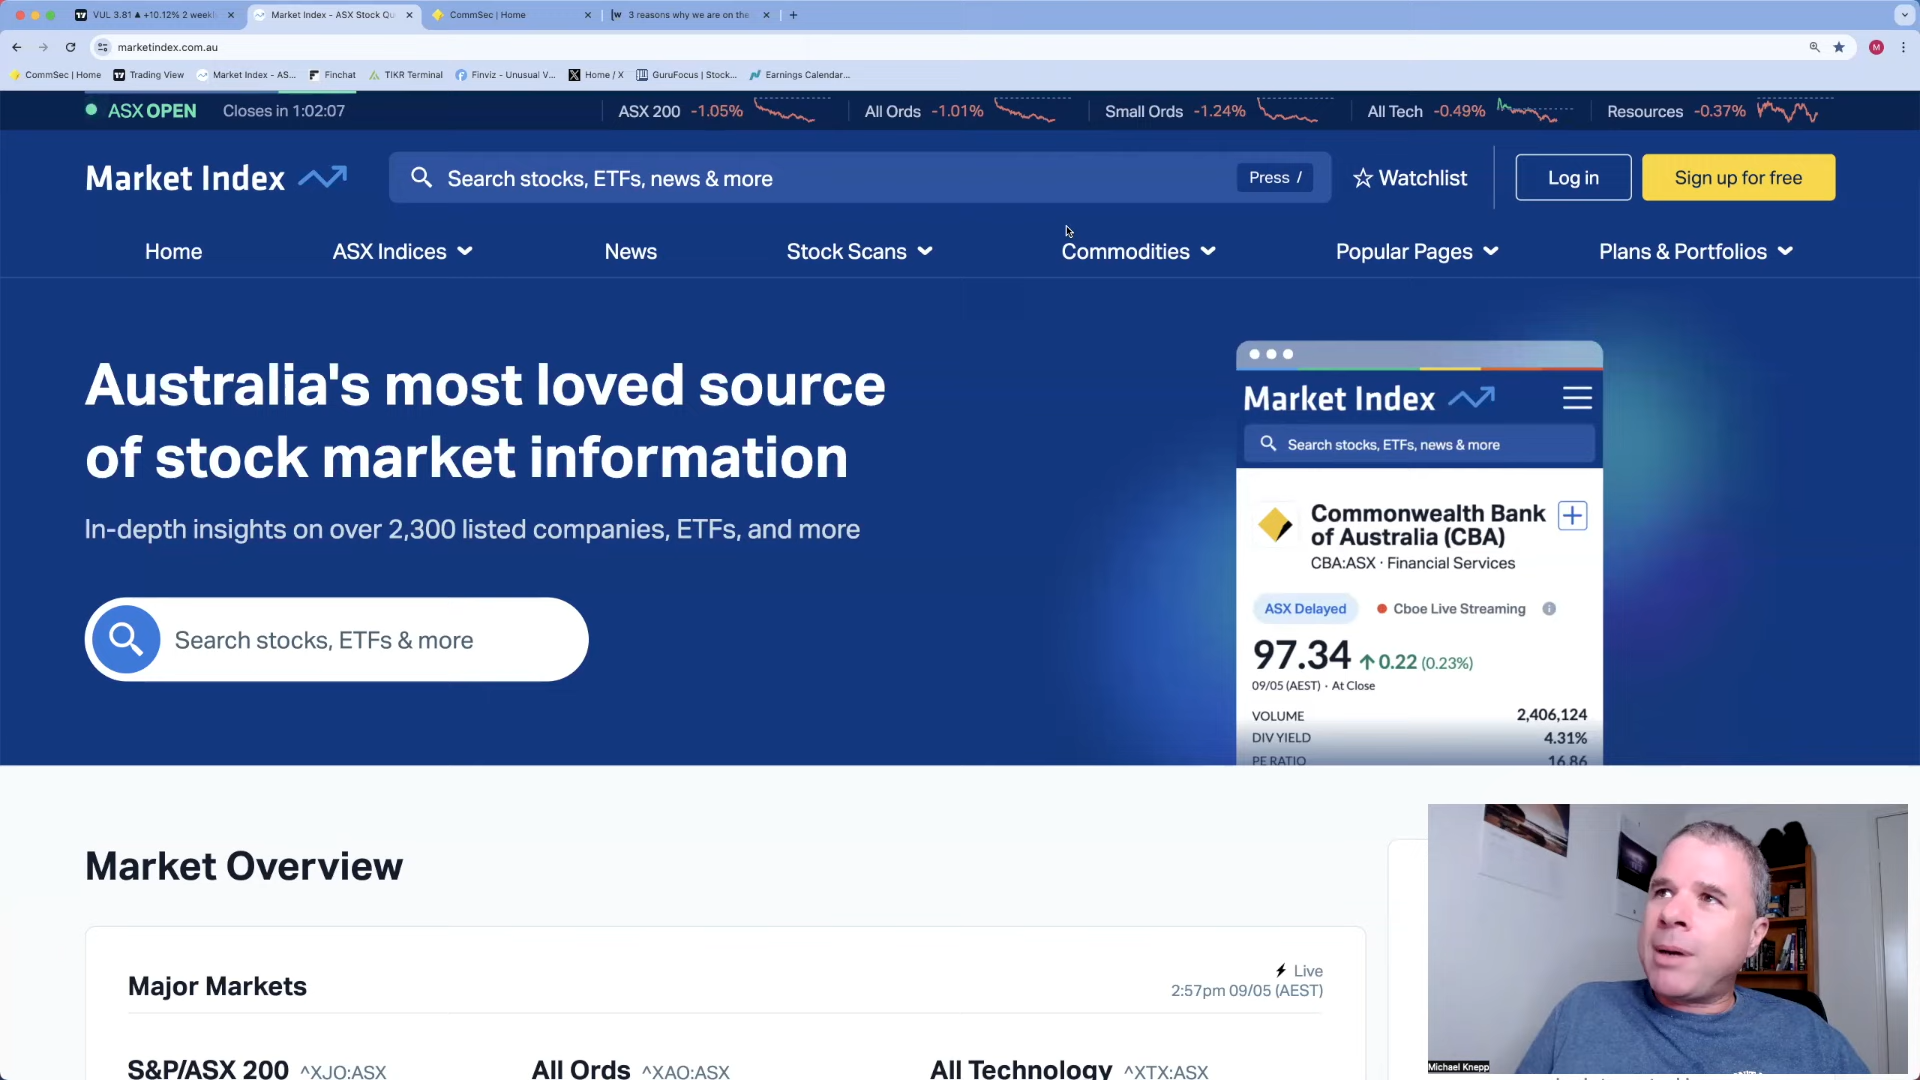 VUL 3.81 ▲ +10.12% 2 week
Market Index - ASX Stock Qu
CommSec | Home
3 reasons why we are on the
marketindex.com.au
M
CommSec | Home
Trading View
Market Index - AS...
Finchat
TIKR Terminal
Finviz - Unusual V...
Home / X
GuruFocus | Stock...
Earnings Calendar...
ASX OPEN
Closes in 1:02:07
ASX 200 -1.05%
All Ords -1.01%
Small Ords -1.24%
All Tech -0.49%
Resources -0.37%
Market Index
Search stocks, ETFs, news & more
Press /
Watchlist
Log in
Sign up for free
Home
ASX Indices
News
Stock Scans
Commodities
Popular Pages
Plans & Portfolios
Australia's most loved source
of stock market information
In-depth insights on over 2,300 listed companies, ETFs, and more
Search stocks, ETFs & more
Market Index
Search stocks, ETFs, news & more
Commonwealth Bank
of Australia (CBA)
CBA:ASX · Financial Services
ASX Delayed
Cboe Live Streaming
97.34 ↑ 0.22 (0.23%)
09/05 (AEST) · At Close
VOLUME 2,406,124
DIV YIELD 4.31%
PE RATIO 16.86
Market Overview
Major Markets
Live
2:57pm 09/05 (AEST)
S&P/ASX 200 ^XJO:ASX
All Ords ^XAO:ASX
All Technology ^XTX:ASX
Michael Knepp